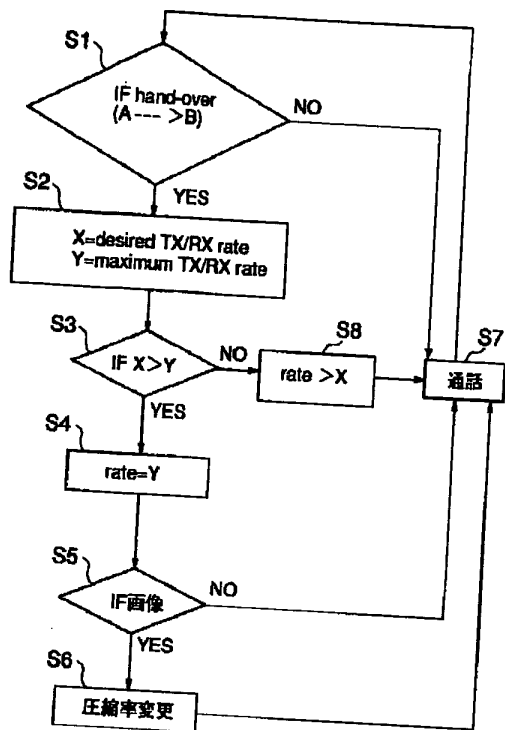 S1
IF hand-over
(A --- >B)
NO
YES
S2
X=desired TX/RX rate
Y=maximum TX/RX rate
S3
IF X>Y
NO
S8
rate >X
S7
通話
YES
S4
rate=Y
S5
IF画像
NO
YES
S6
圧縮率変更